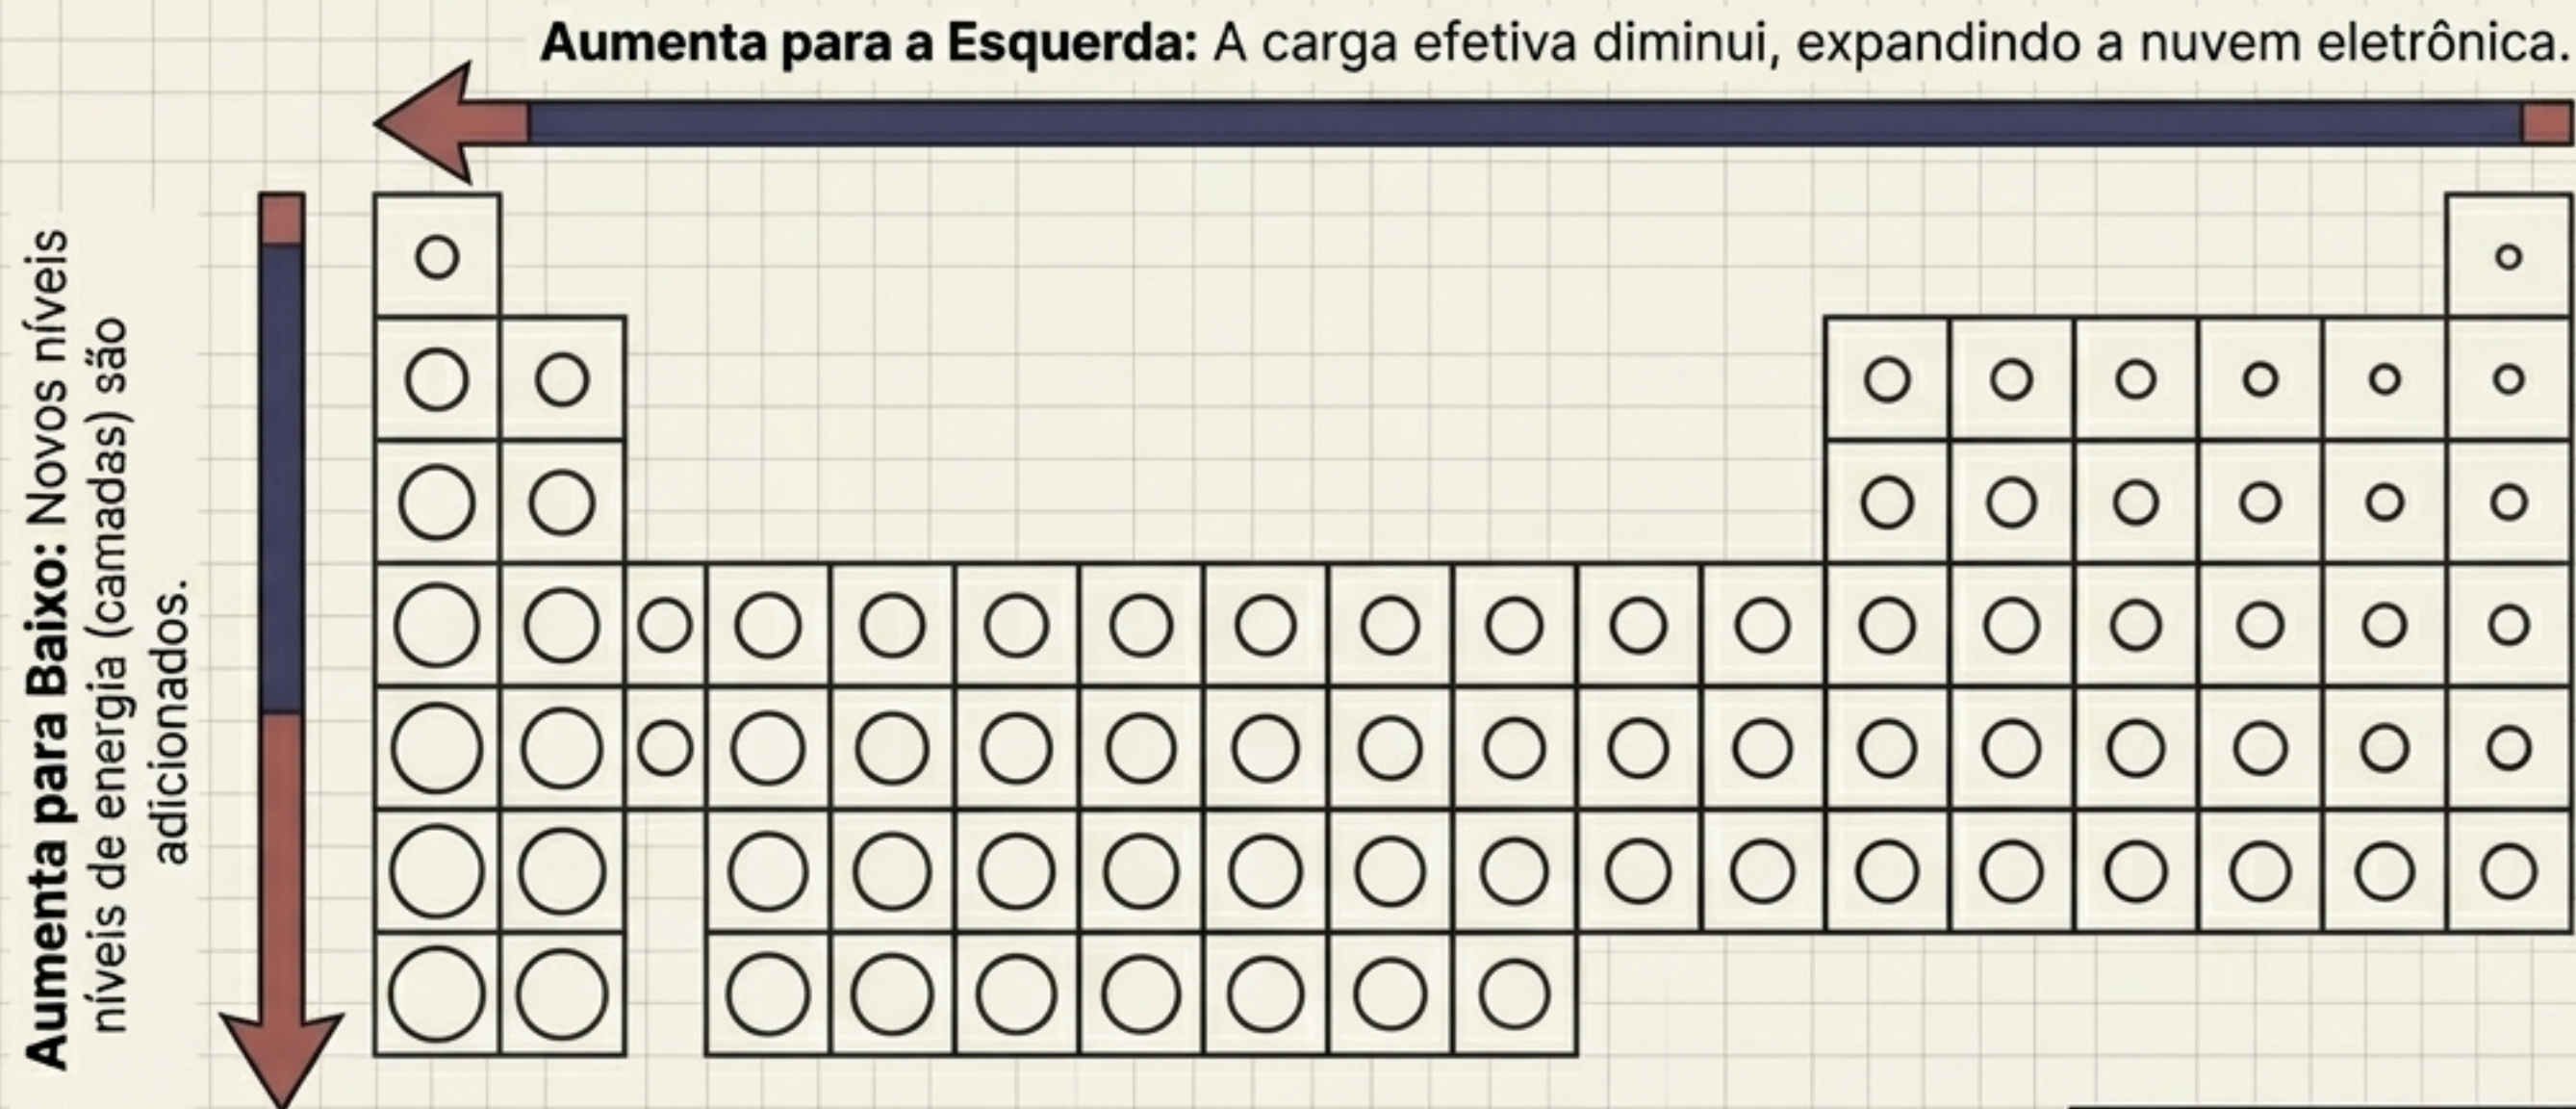 Aumenta para a Esquerda: A carga efetiva diminui, expandindo a nuvem eletrônica.
Aumenta para Baixo: Novos níveis
níveis de energia (camadas) são
adicionados.